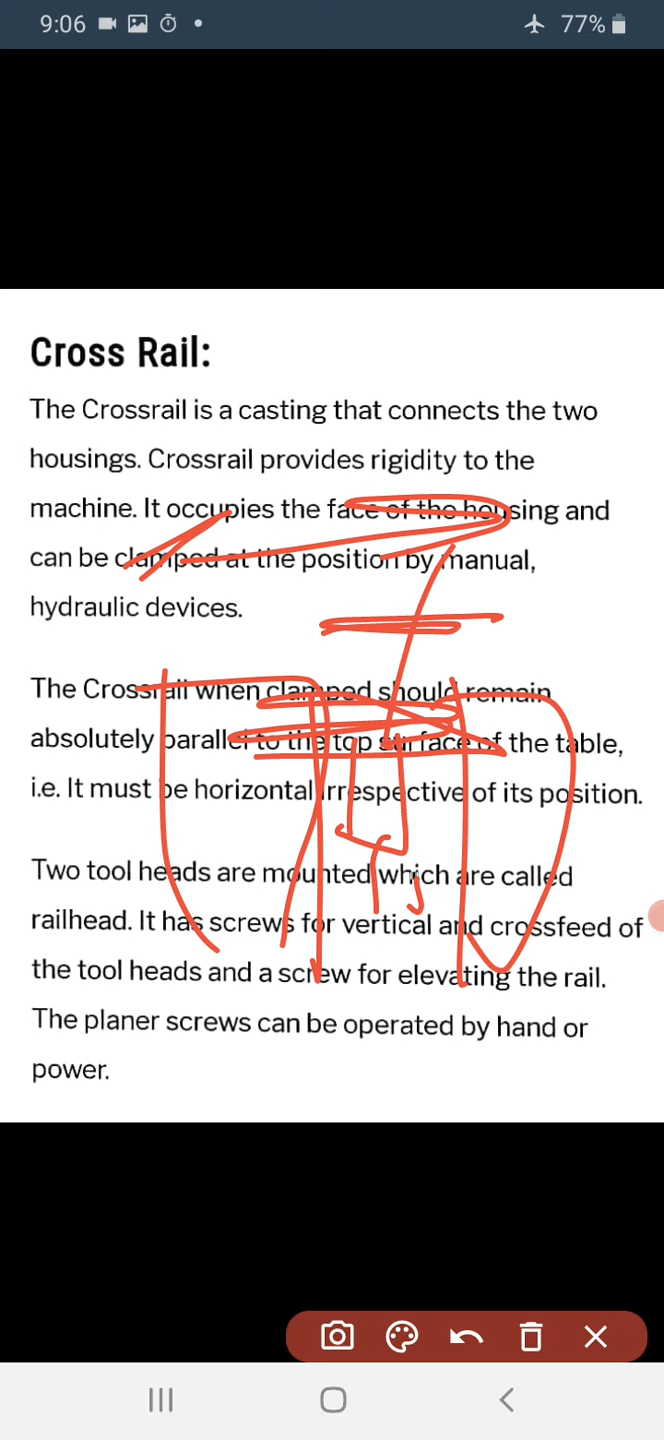 9:06
77%
Cross Rail:
The Crossrail is a casting that connects the two
housings. Crossrail provides rigidity to the
machine. It occupies the face of the housing and
can be clamped at the position by manual,
hydraulic devices.
The Crossrail when clamped should remain
absolutely parallel to the top surface of the table,
i.e. It must be horizontal irrespective of its position.
Two tool heads are mounted which are called
railhead. It has screws for vertical and crossfeed of
the tool heads and a screw for elevating the rail.
The planer screws can be operated by hand or
power.